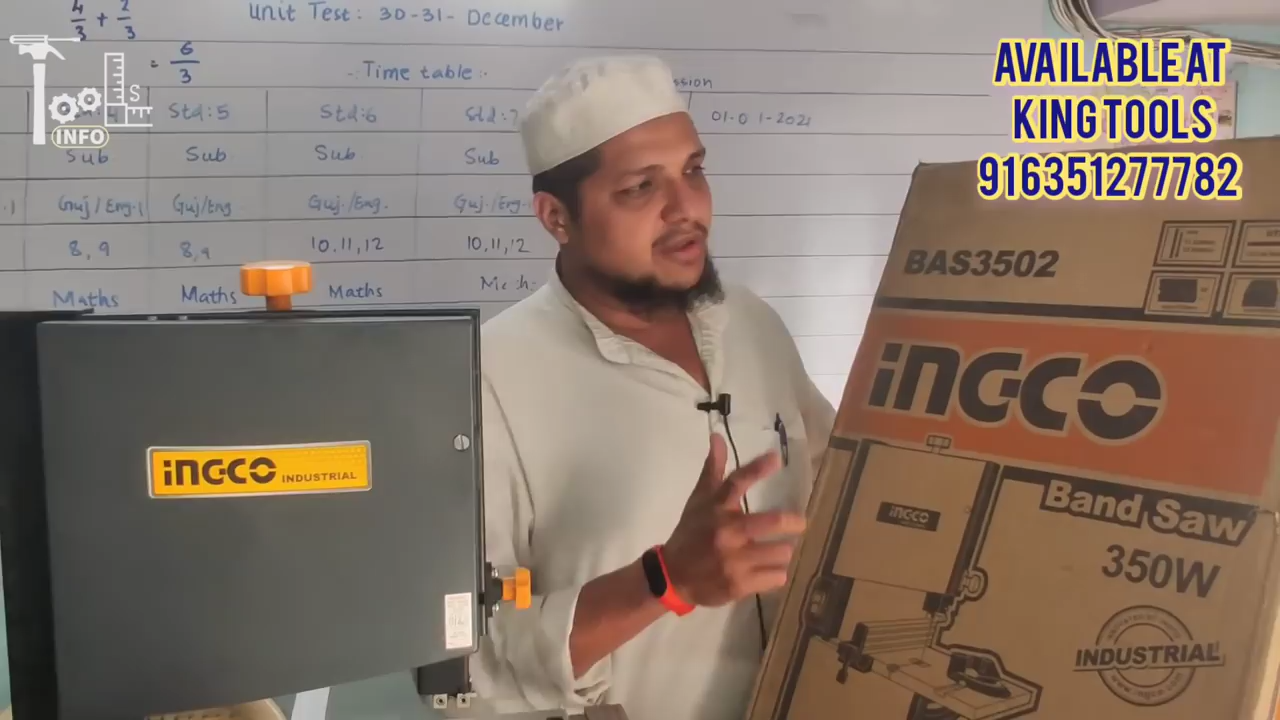 4/3 + 2/3
= 6/3
Unit Test: 30-31- December
-: Time table :-
01-01-2021
Std:5 Std:6 Std:7
Sub Sub Sub Sub
Guj/Eng. Guj/Eng Guj./Eng. Guj./Eng.
8, 9 8, 9 10,11,12 10,11,12
Maths Maths Maths
S
INFO
AVAILABLE AT
KING TOOLS
916351277782
INGCO INDUSTRIAL
BAS3502
INGCO
INGCO
Band Saw
350W
INDUSTRIAL